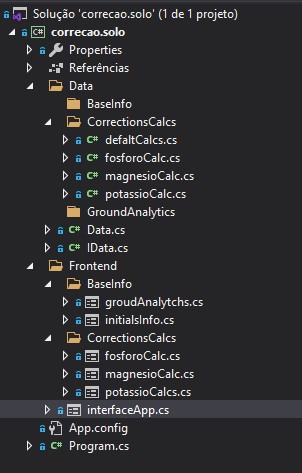 Solução 'correcao.solo' (1 de 1 projeto)
C# correcao.solo
Properties
Referências
Data
BaseInfo
CorrectionsCalcs
C# defaltCalcs.cs
C# fosforoCalc.cs
C# magnesioCalc.cs
C# potassioCalc.cs
GroundAnalytics
C# Data.cs
C# IData.cs
Frontend
BaseInfo
groudAnalytchs.cs
initialsInfo.cs
CorrectionsCalcs
fosforoCalc.cs
magnesioCalc.cs
potassioCalcs.cs
interfaceApp.cs
App.config
C# Program.cs